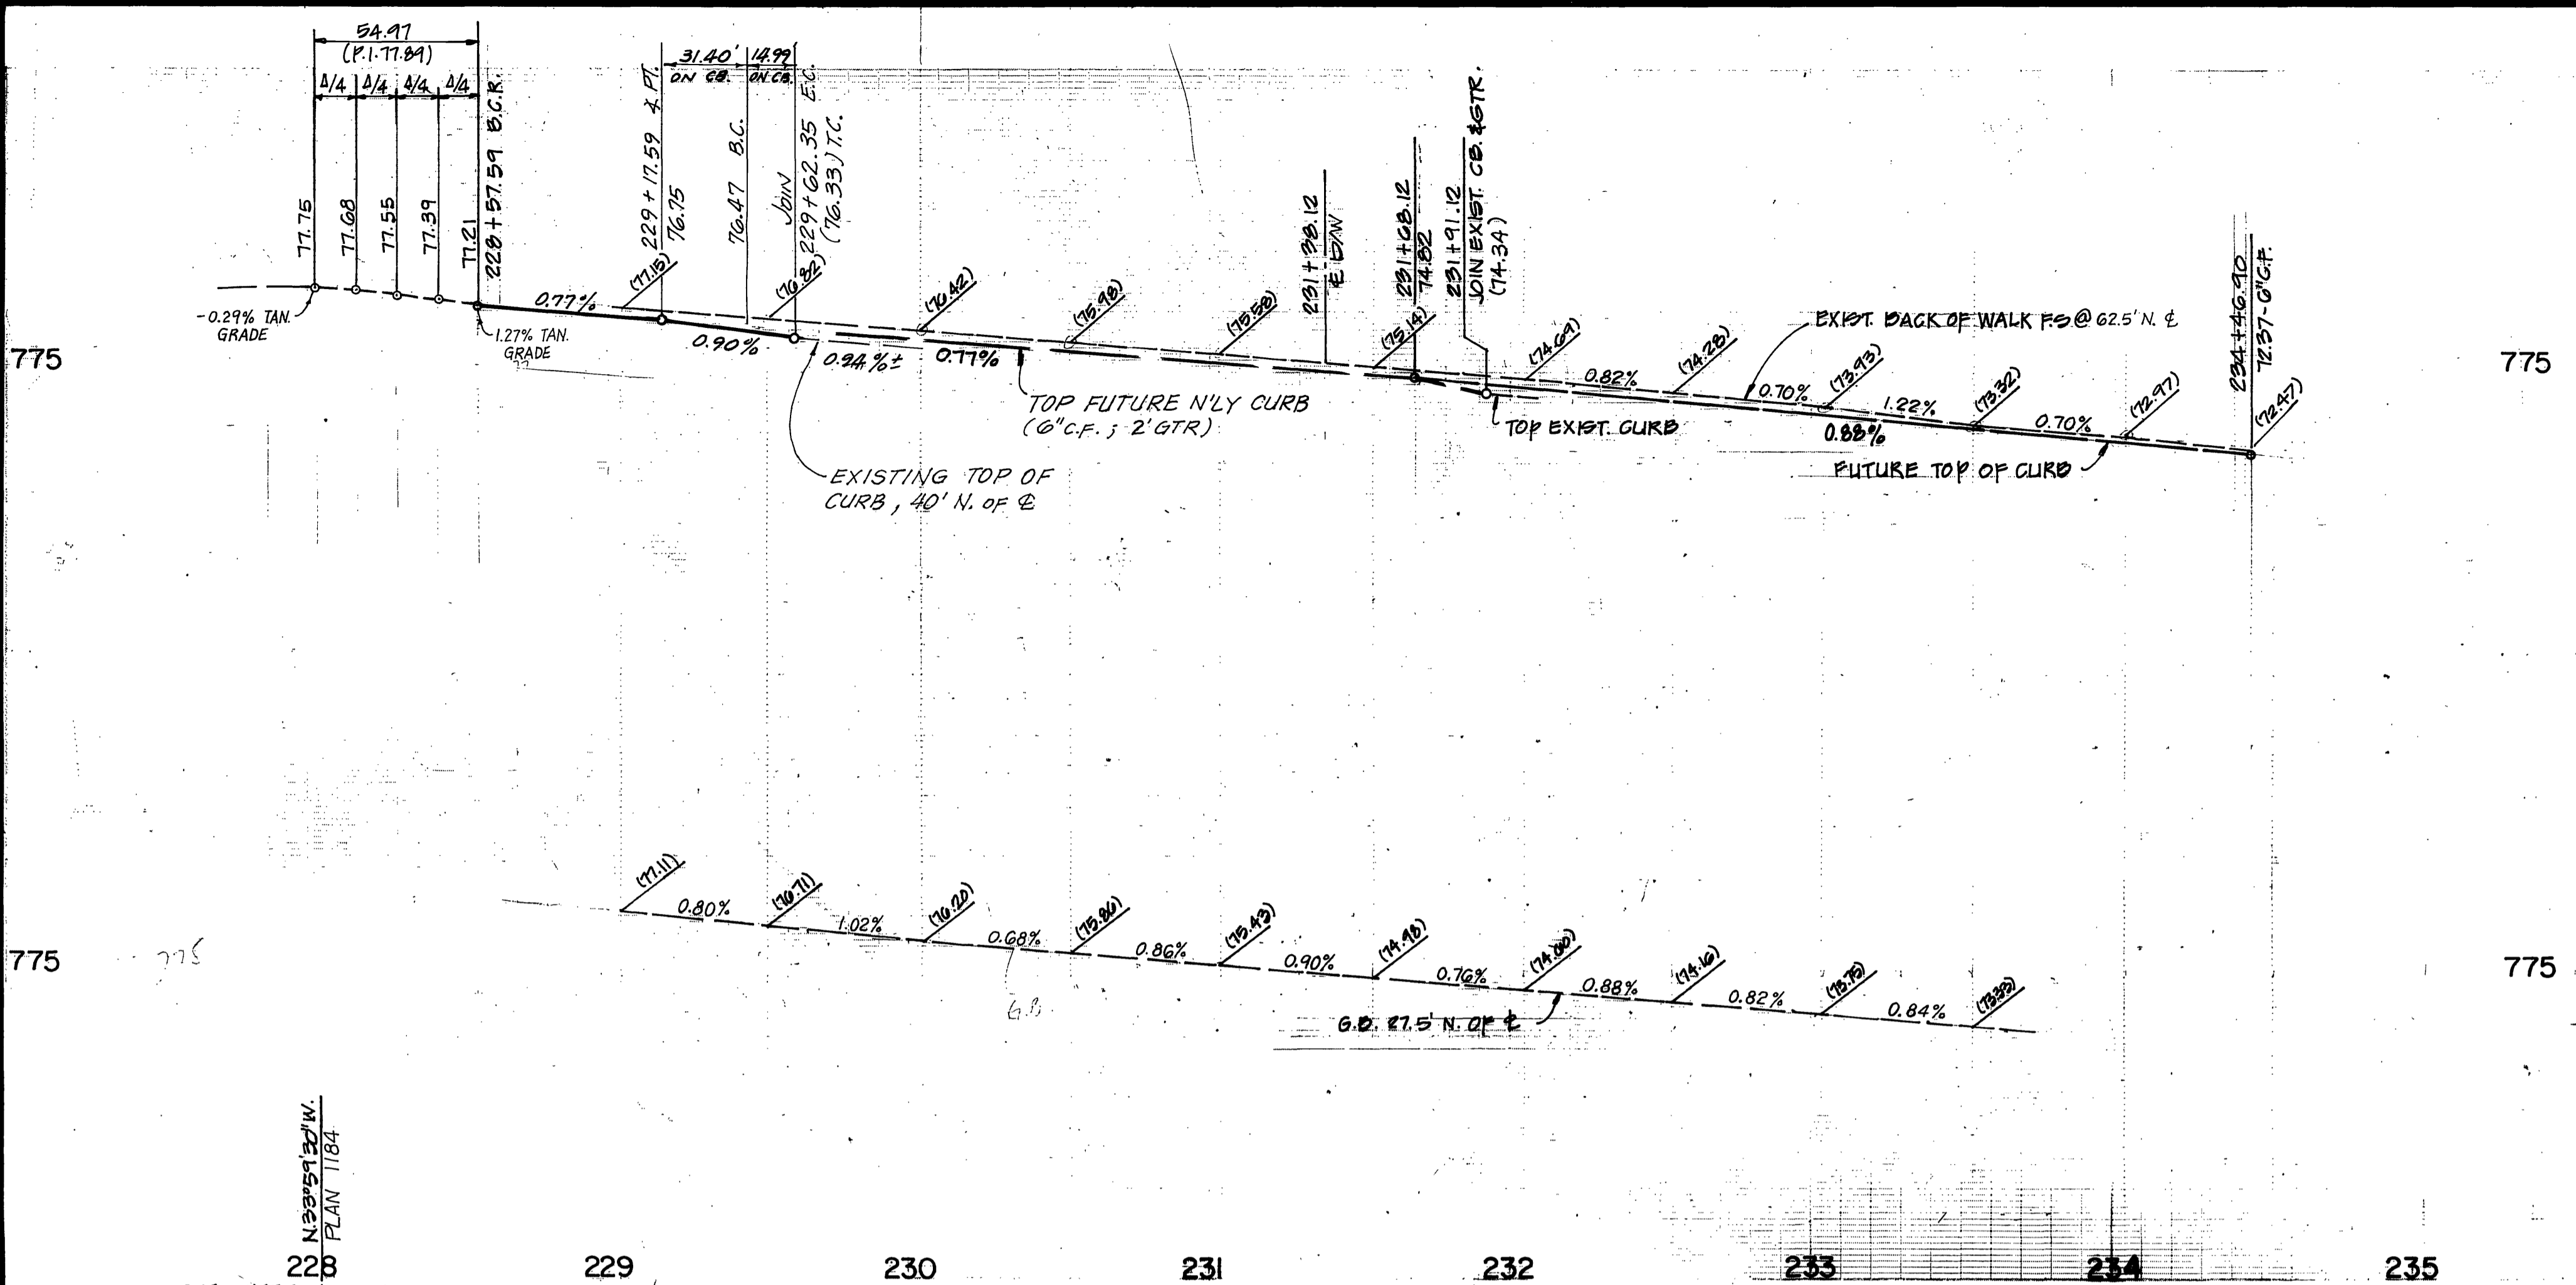 54.97
(P.I. 77.89)
Δ/4 Δ/4 Δ/4 Δ/4
77.75
77.68
77.55
77.39
77.21
228+57.59 B.C.R.
-0.29% TAN.
GRADE
1.27% TAN.
GRADE
0.77%
31.40' 14.99
ON CB. ON CB.
229+17.59 ∡ PT.
76.75
76.47 B.C.
JOIN
229+62.35 E.C.
(76.33) T.C.
0.90%
0.94%±
0.77%
(77.15)
(76.82)
(76.42)
(75.98)
(75.58)
(75.14)
(74.69)
(74.28)
(73.93)
(73.32)
(72.97)
(72.47)
231+38.12
℄ D/W
231+68.12
74.82
231+91.12
JOIN EXIST. CB. & GTR.
(74.34)
234+46.90
72.37-6"C.F.
EXIST. BACK OF WALK F.S @ 62.5' N. ℄
0.82%
0.70%
1.22%
0.70%
0.88%
775
775
TOP FUTURE N'LY CURB
(6"C.F. ; 2' GTR)
TOP EXIST. CURB
FUTURE TOP OF CURB
EXISTING TOP OF
CURB, 40' N. OF ℄
(77.11)
(76.71)
(76.20)
(75.86)
(75.43)
(74.98)
(74.60)
(74.16)
(73.75)
(73.33)
0.80%
1.02%
0.68%
0.86%
0.90%
0.76%
0.88%
0.82%
0.84%
775
775
775
G.B.
G.B. 27.5' N. OF ℄
N.33°59'30"W.
PLAN 1184
228 229 230 231 232 233 234 235